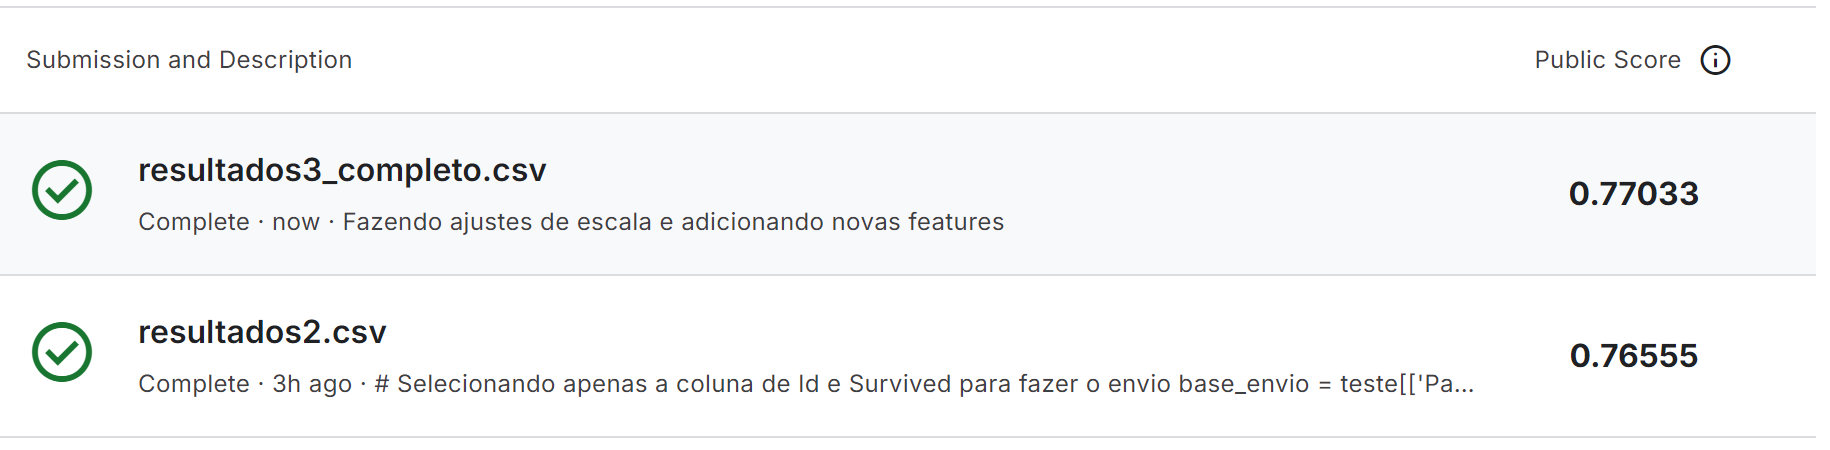 Submission and Description
Public Score
resultados3_completo.csv
Complete · now · Fazendo ajustes de escala e adicionando novas features
0.77033
resultados2.csv
Complete · 3h ago · # Selecionando apenas a coluna de Id e Survived para fazer o envio base_envio = teste[['Pa...
0.76555